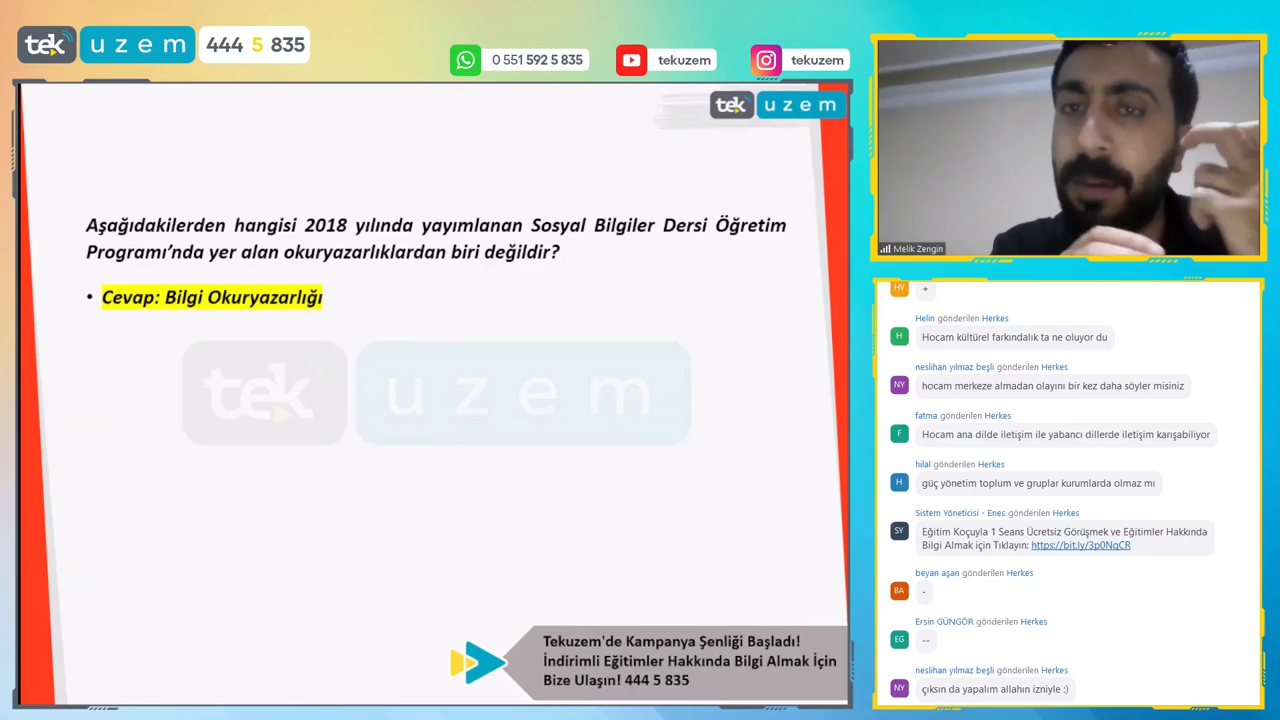 tek uzem 444 5 835
0 551 592 5 835
tekuzem
tekuzem
tek uzem
Aşağıdakilerden hangisi 2018 yılında yayımlanan Sosyal Bilgiler Dersi Öğretim
Programı’nda yer alan okuryazarlıklardan biri değildir?
• Cevap: Bilgi Okuryazarlığı
tek uzem
Tekuzem'de Kampanya Şenliği Başladı!
İndirimli Eğitimler Hakkında Bilgi Almak İçin
Bize Ulaşın! 444 5 835
Melik Zengin
HV +
Helin gönderilen Herkes
H Hocam kültürel farkındalık ta ne oluyor du
neslihan yılmaz beşli gönderilen Herkes
NY hocam merkeze almadan olayını bir kez daha söyler misiniz
fatma gönderilen Herkes
F Hocam ana dilde iletişim ile yabancı dillerde iletişim karışabiliyor
hilal gönderilen Herkes
H güç yönetim toplum ve gruplar kurumlarda olmaz mı
Sistem Yöneticisi - Enes gönderilen Herkes
SY Eğitim Koçuyla 1 Seans Ücretsiz Görüşmek ve Eğitimler Hakkında
Bilgi Almak için Tıklayın: https://bit.ly/3p0NqCR
beyan aşan gönderilen Herkes
BA -
Ersin GÜNGÖR gönderilen Herkes
EG --
neslihan yılmaz beşli gönderilen Herkes
NY çıksın da yapalım allahın izniyle :)